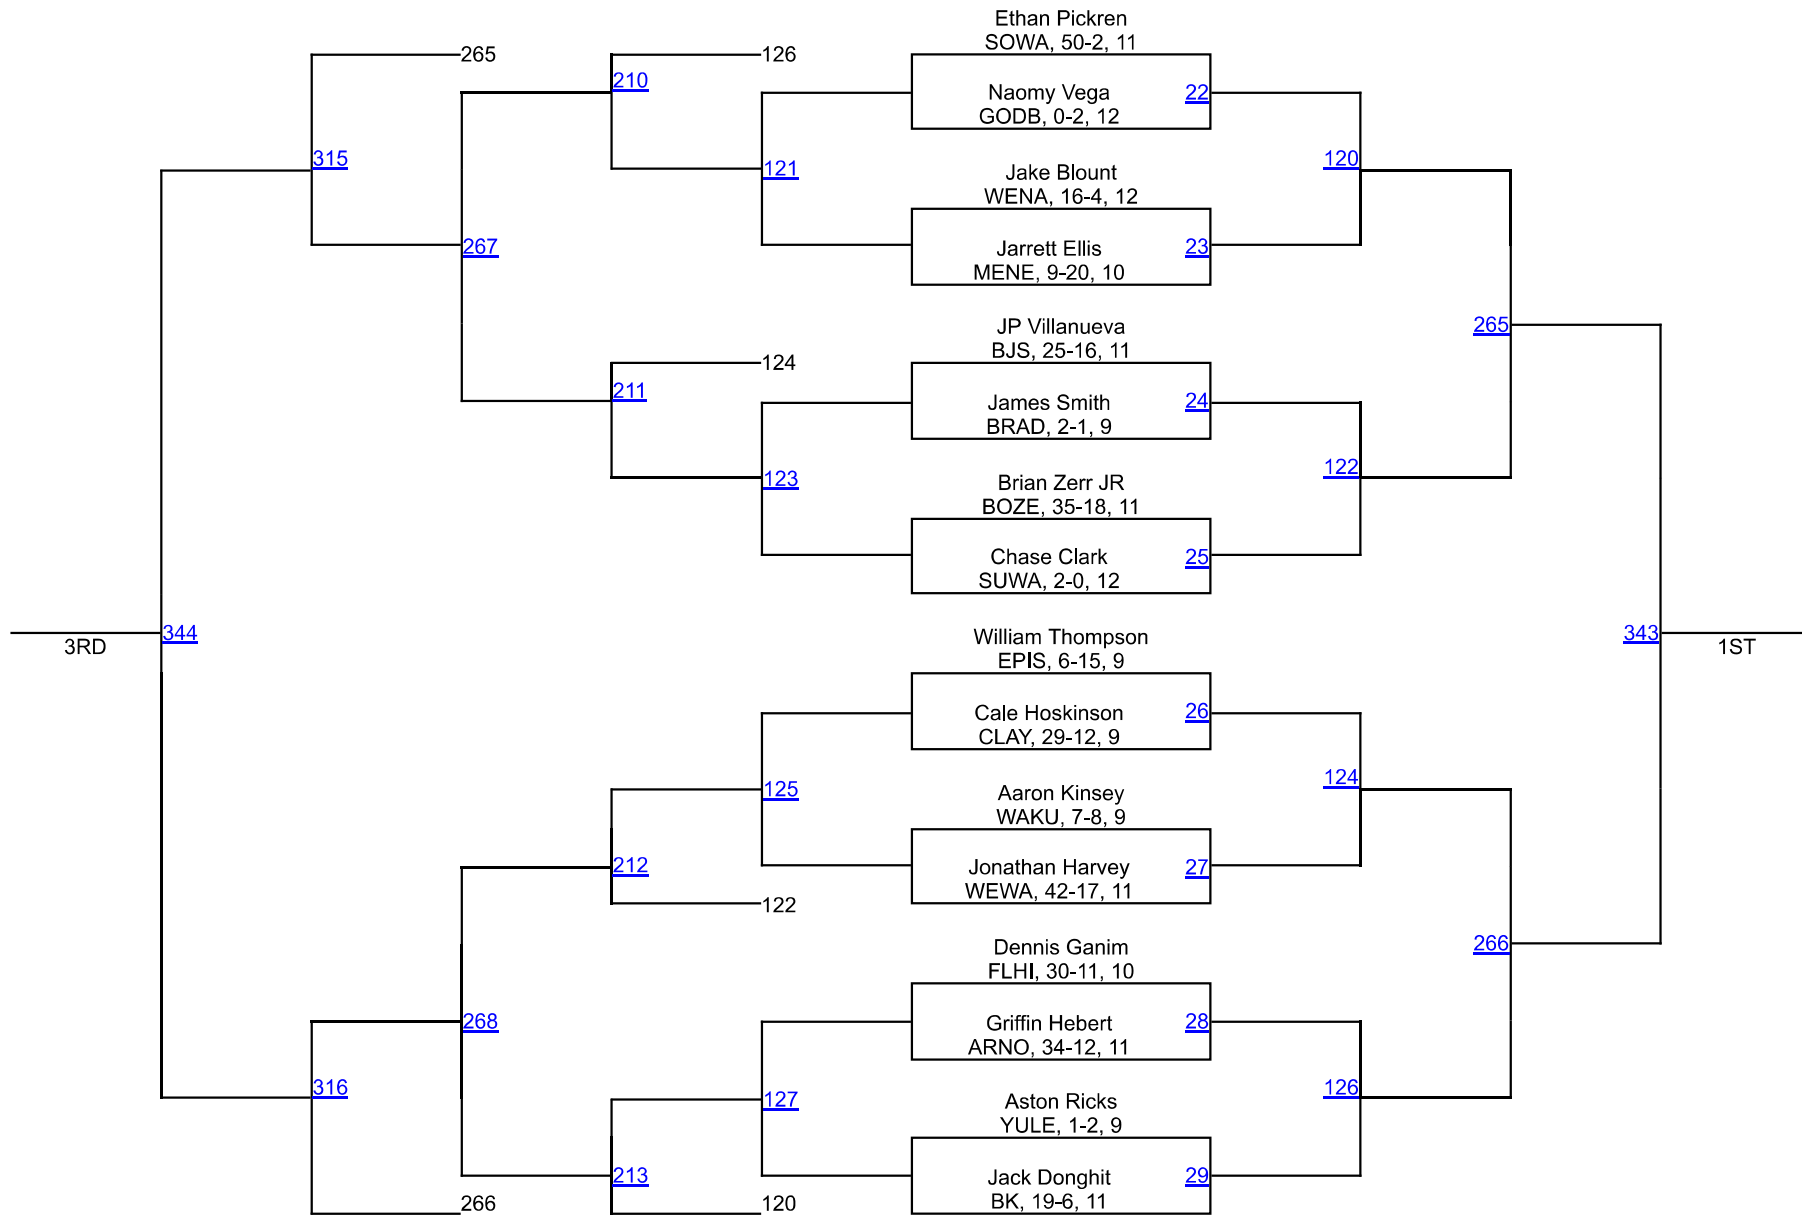 Ethan Pickren
SOWA, 50-2, 11
265
126
210
Naomy Vega
22
GODB, 0-2, 12
315
121
Jake Blount
120
WENA, 16-4, 12
267
Jarrett Ellis
23
MENE, 9-20, 10
JP Villanueva
265
BJS, 25-16, 11
124
211
James Smith
24
BRAD, 2-1, 9
123
122
Brian Zerr JR
BOZE, 35-18, 11
Chase Clark
25
SUWA, 2-0, 12
3RD
344
William Thompson
343
1ST
EPIS, 6-15, 9
Cale Hoskinson
26
CLAY, 29-12, 9
125
124
Aaron Kinsey
WAKU, 7-8, 9
212
Jonathan Harvey
27
WEWA, 42-17, 11
122
Dennis Ganim
266
FLHI, 30-11, 10
268
Griffin Hebert
28
ARNO, 34-12, 11
316
127
Aston Ricks
126
YULE, 1-2, 9
213
Jack Donghit
29
BK, 19-6, 11
266
120